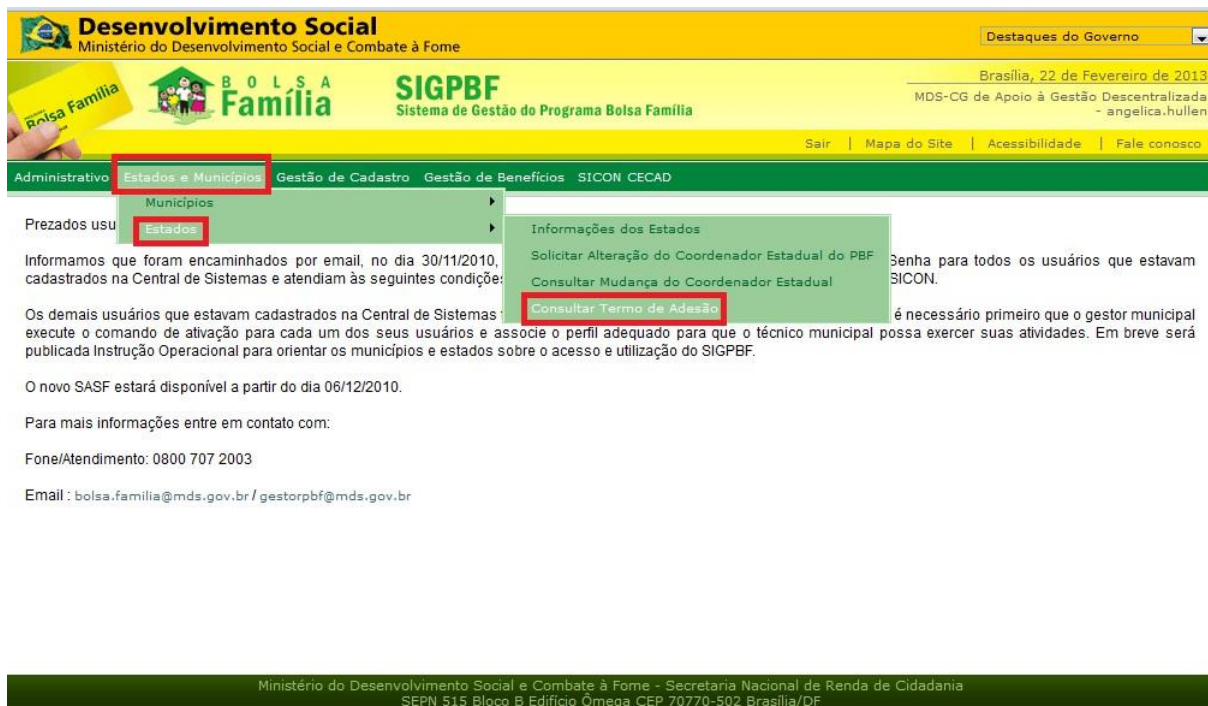 Desenvolvimento Social
Ministério do Desenvolvimento Social e Combate à Fome
Destaques do Governo
Bolsa Família
BOLSA
Família
SIGPBF
Sistema de Gestão do Programa Bolsa Família
Brasília, 22 de Fevereiro de 2013
MDS-CG de Apoio à Gestão Descentralizada
- angelica.hullen
Sair | Mapa do Site | Acessibilidade | Fale conosco
Administrativo Estados e Municípios Gestão de Cadastro Gestão de Benefícios SICON CECAD
Municípios
Estados
Informações dos Estados
Solicitar Alteração do Coordenador Estadual do PBF
Consultar Mudança do Coordenador Estadual
Consultar Termo de Adesão
Prezados usu
Informamos que foram encaminhados por email, no dia 30/11/2010, Senha para todos os usuários que estavam
cadastrados na Central de Sistemas e atendiam às seguintes condições SICON.
Os demais usuários que estavam cadastrados na Central de Sistemas é necessário primeiro que o gestor municipal
execute o comando de ativação para cada um dos seus usuários e associe o perfil adequado para que o técnico municipal possa exercer suas atividades. Em breve será
publicada Instrução Operacional para orientar os municípios e estados sobre o acesso e utilização do SIGPBF.
O novo SASF estará disponível a partir do dia 06/12/2010.
Para mais informações entre em contato com:
Fone/Atendimento: 0800 707 2003
Email : bolsa.familia@mds.gov.br / gestorpbf@mds.gov.br
Ministério do Desenvolvimento Social e Combate à Fome - Secretaria Nacional de Renda de Cidadania
SEPN 515 Bloco B Edifício Ômega CEP 70770-502 Brasília/DF